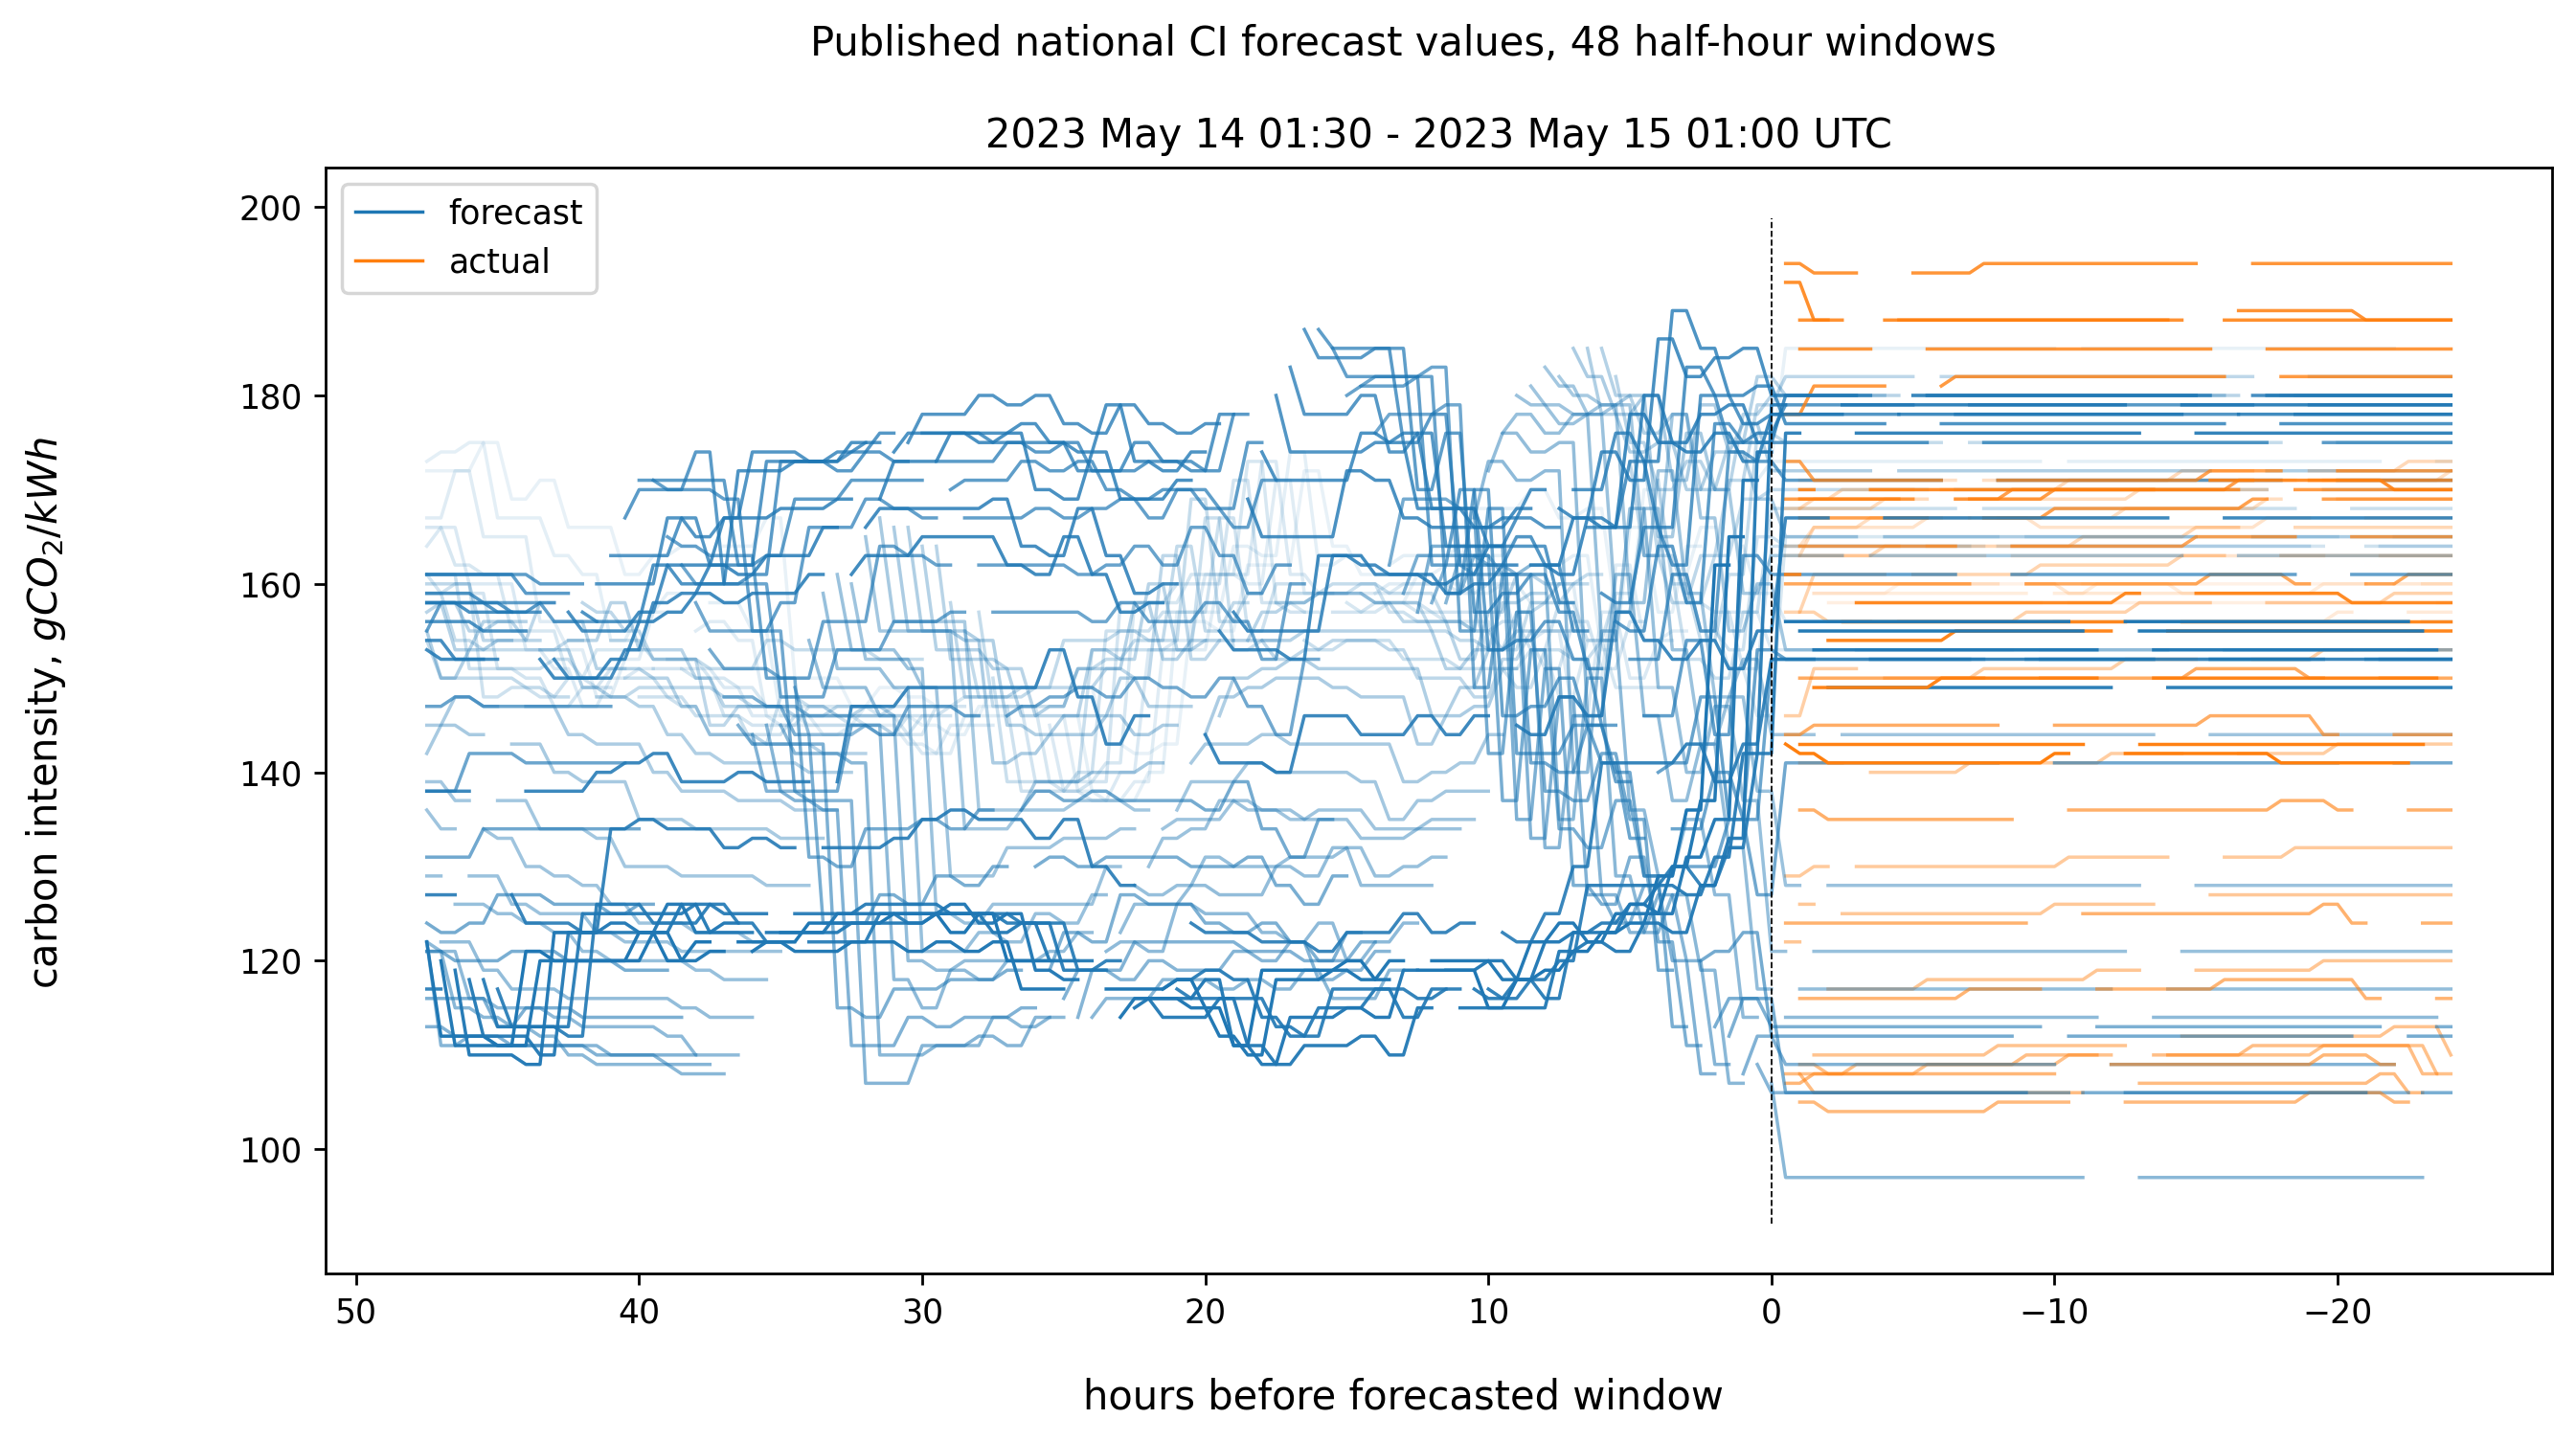 Published national CI forecast values, 48 half-hour windows
2023 May 14 01:30 - 2023 May 15 01:00 UTC
forecast
actual
200
180
160
140
120
100
carbon intensity, gCO₂/kWh
50
40
30
20
10
0
−10
−20
hours before forecasted window